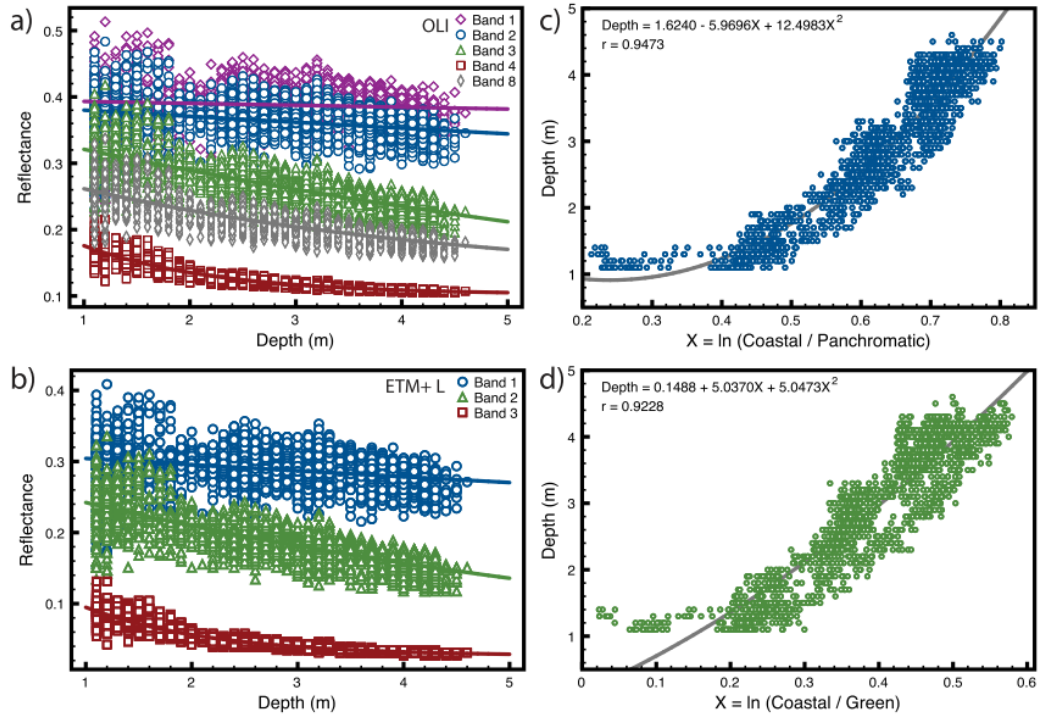 a)
OLI
Band 1
Band 2
Band 3
Band 4
Band 8
0.5
0.4
0.3
0.2
0.1
Reflectance
1 2 3 4 5
Depth (m)
c)
Depth = 1.6240 - 5.9696X + 12.4983X²
r = 0.9473
5
4
3
2
1
Depth (m)
0.2 0.3 0.4 0.5 0.6 0.7 0.8
X = ln (Coastal / Panchromatic)
b)
ETM+ L
Band 1
Band 2
Band 3
0.4
0.3
0.2
0.1
Reflectance
1 2 3 4 5
Depth (m)
d)
Depth = 0.1488 + 5.0370X + 5.0473X²
r = 0.9228
5
4
3
2
1
Depth (m)
0 0.1 0.2 0.3 0.4 0.5 0.6
X = ln (Coastal / Green)